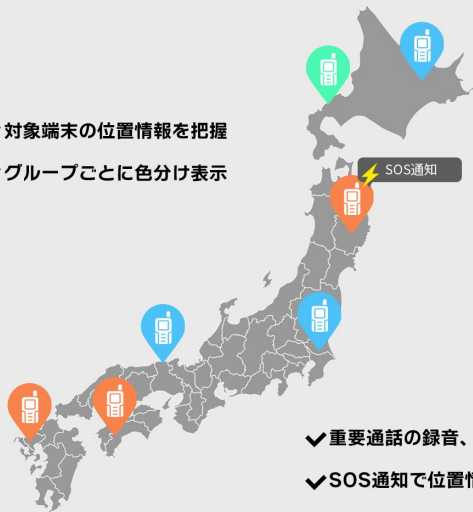 対象端末の位置情報を把握
グループごとに色分け表示
SOS通知
重要通話の録音、
SOS通知で位置情